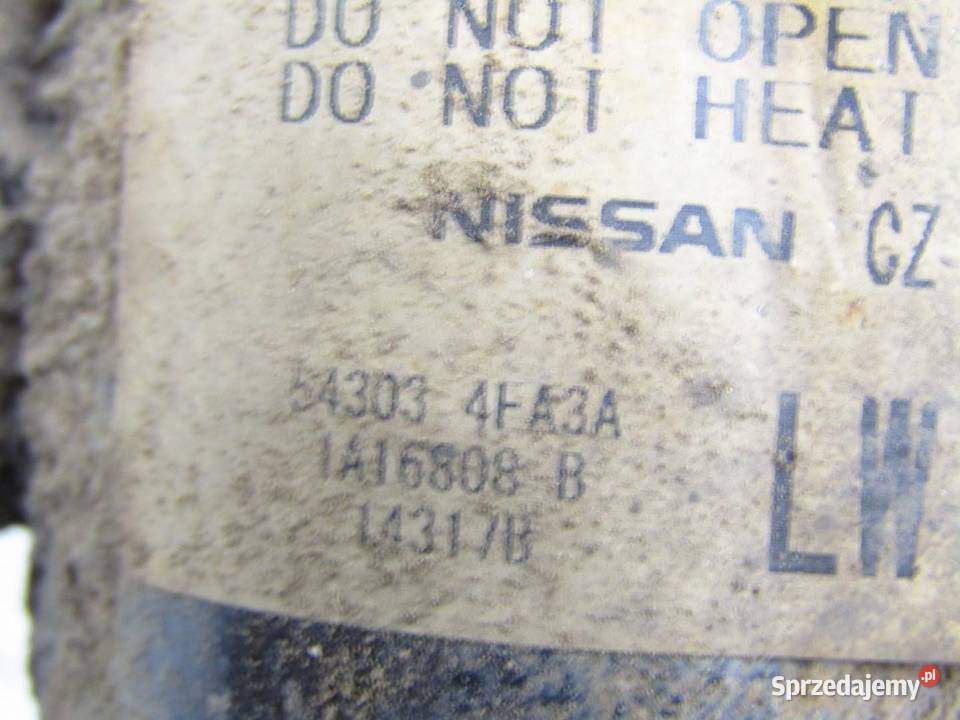 DO NOT OPEN
DO NOT HEAT
NISSAN CZ
54303 4FA3A
1A16808 B
14317B
LW
Sprzedajemy.pl